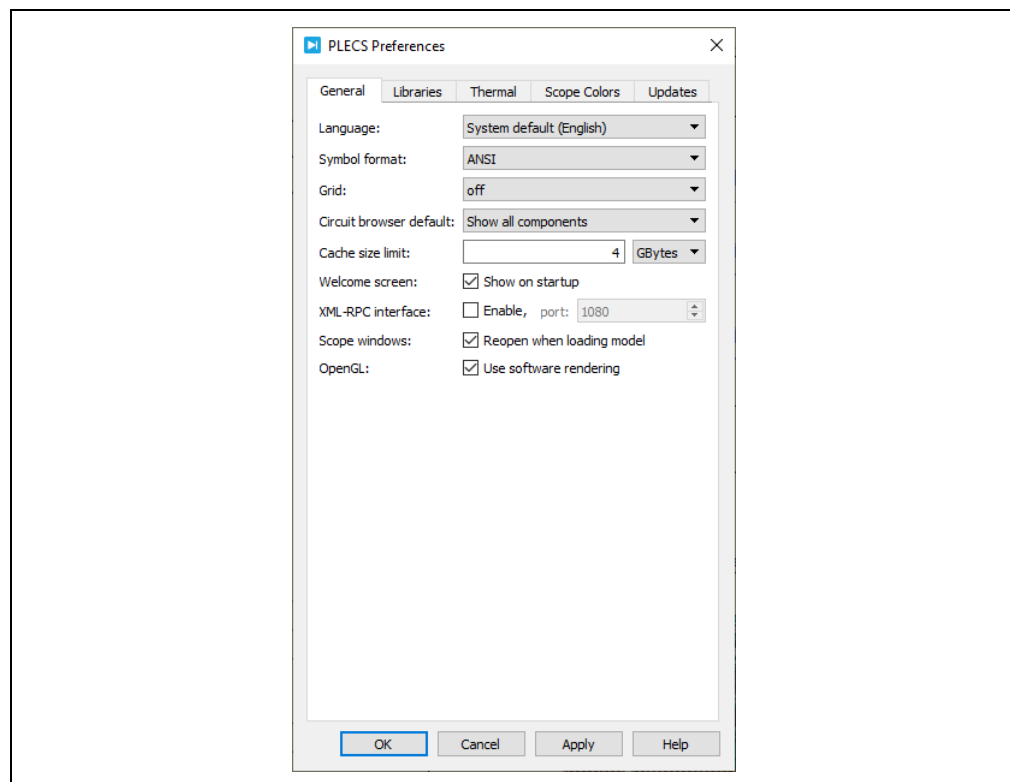 PLECS Preferences
General Libraries Thermal Scope Colors Updates
Language: System default (English)
Symbol format: ANSI
Grid: off
Circuit browser default: Show all components
Cache size limit: 4 GBytes
Welcome screen: Show on startup
XML-RPC interface: Enable, port: 1080
Scope windows: Reopen when loading model
OpenGL: Use software rendering
OK Cancel Apply Help